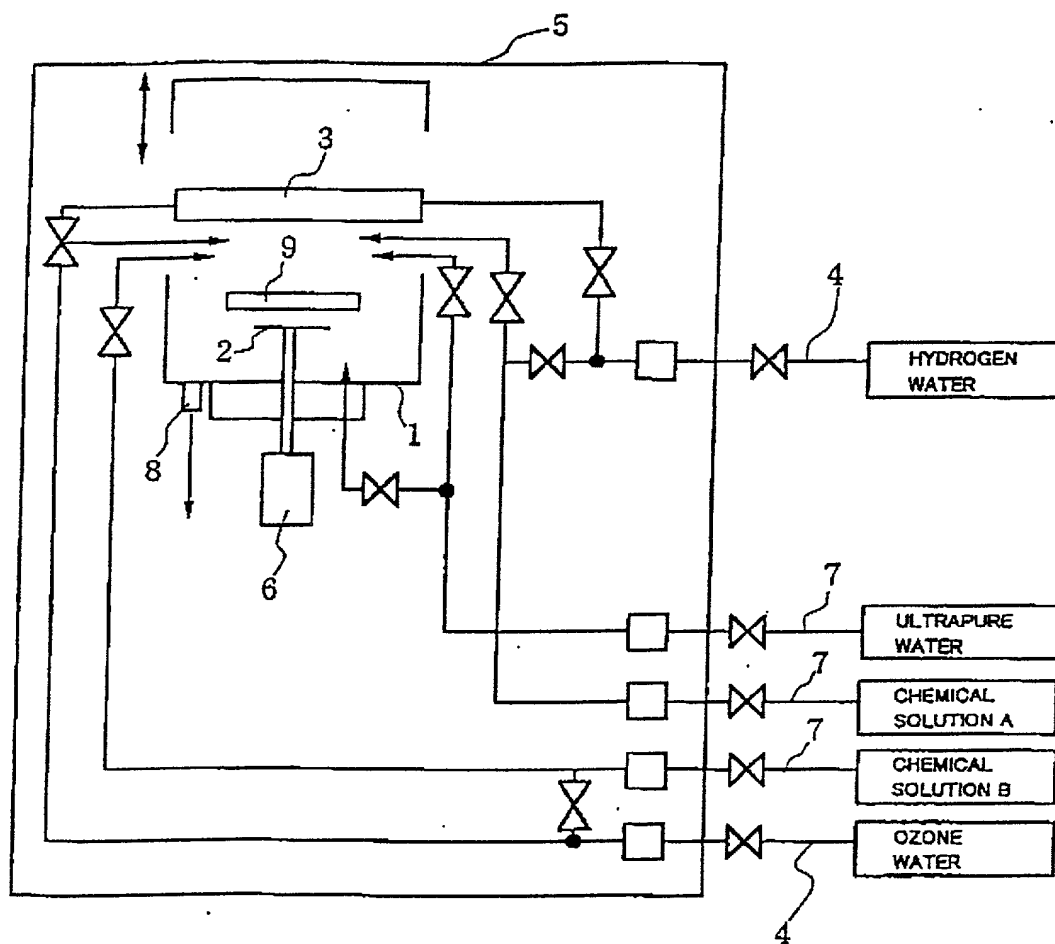 5
3
9
4
HYDROGEN
WATER
2
1
8
6
7
ULTRAPURE
WATER
7
CHEMICAL
SOLUTION A
7
CHEMICAL
SOLUTION B
OZONE
WATER
4